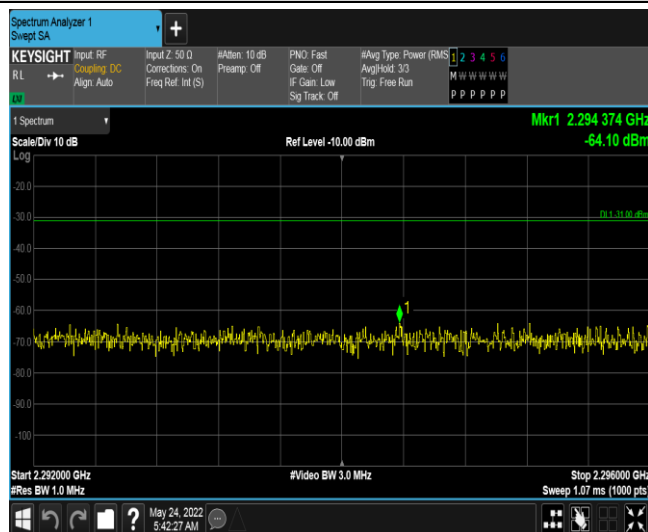 Spectrum Analyzer 1
Swept SA
+
KEYSIGHT
RL
Input: RF
Coupling: DC
Align: Auto
Input Z: 50 Ω
Corrections: On
Freq Ref: Int (S)
#Atten: 10 dB
Preamp: Off
PNO: Fast
Gate: Off
IF Gain: Low
Sig Track: Off
#Avg Type: Power (RMS
Avg|Hold: 3/3
Trig: Free Run
1 2 3 4 5 6
M W W W W W
P P P P P P
LXI
1 Spectrum
Mkr1 2.294 374 GHz
Scale/Div 10 dB
Ref Level -10.00 dBm
-64.10 dBm
Log
-20.0
-30.0
DL1 -31.00 dBm
-40.0
-50.0
-60.0
1
-70.0
-80.0
-90.0
-100
Start 2.292000 GHz
#Video BW 3.0 MHz
Stop 2.296000 GHz
#Res BW 1.0 MHz
Sweep 1.07 ms (1000 pts)
?
May 24, 2022
5:42:27 AM